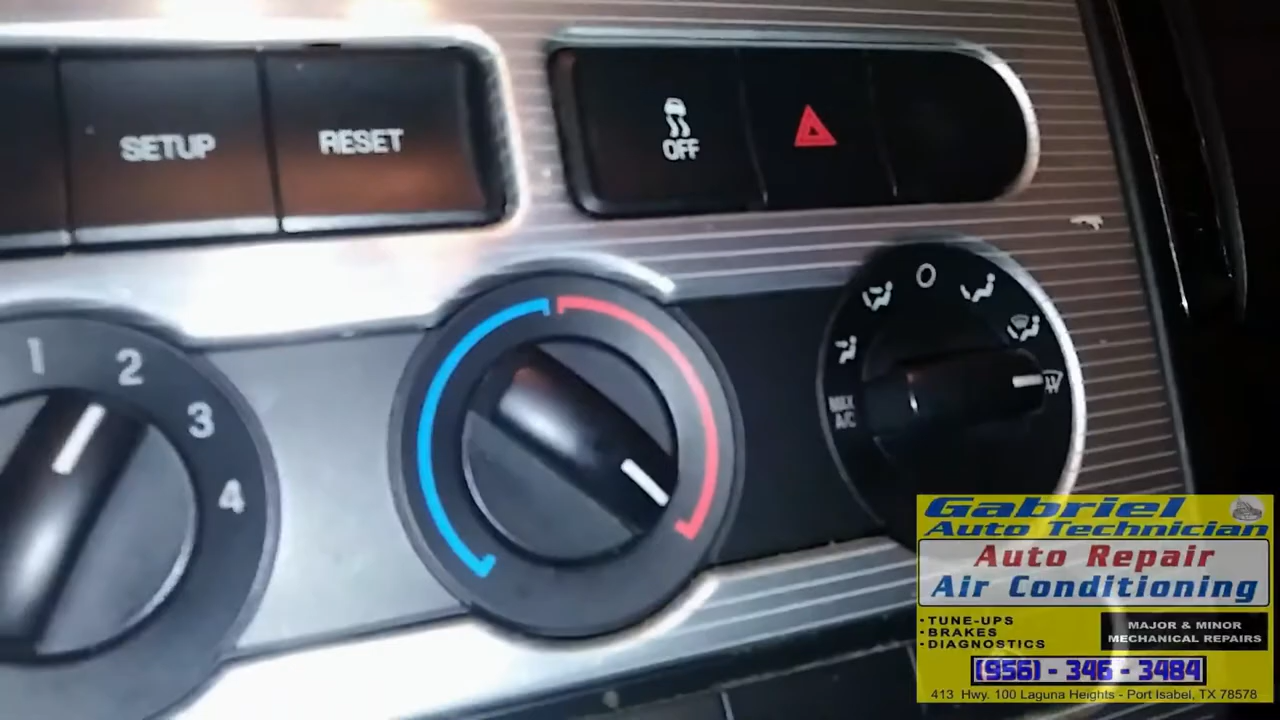 SETUP
RESET
OFF
1
2
3
4
O
MAX
A/C
Gabriel
Auto Technician
Auto Repair
Air Conditioning
·TUNE-UPS
·BRAKES
·DIAGNOSTICS
MAJOR & MINOR
MECHANICAL REPAIRS
(956) - 346 - 3484
413 Hwy. 100 Laguna Heights - Port Isabel, TX 78578